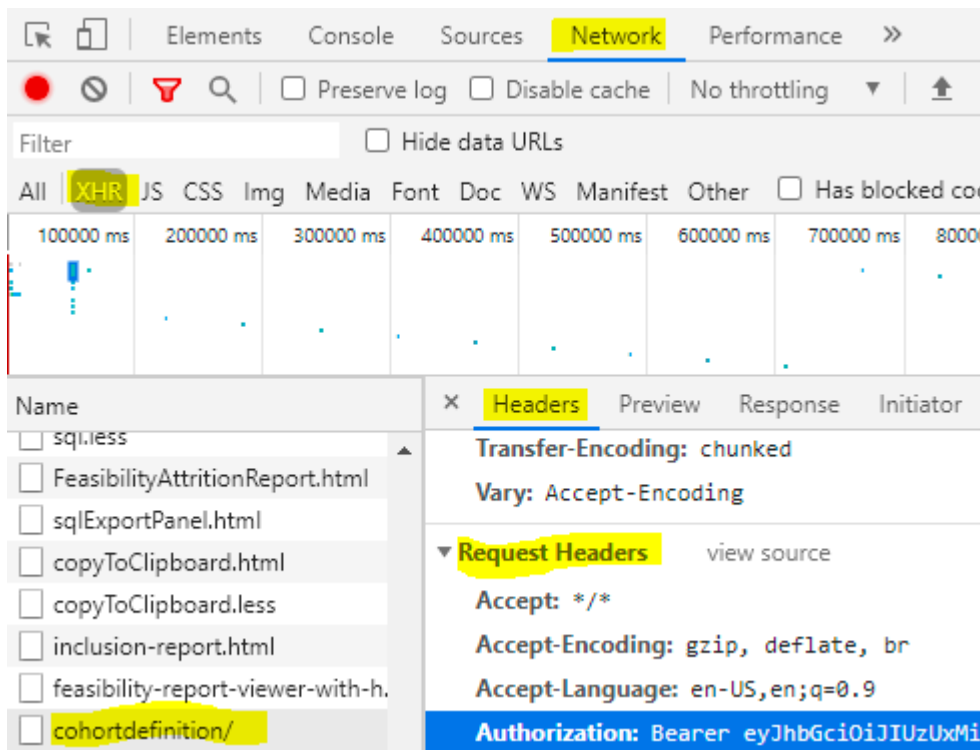 Elements Console Sources Network Performance »
Preserve log Disable cache No throttling
Filter Hide data URLs
All XHR JS CSS Img Media Font Doc WS Manifest Other Has blocked coo
100000 ms 200000 ms 300000 ms 400000 ms 500000 ms 600000 ms 700000 ms 8000
Name
× Headers Preview Response Initiator
sql.less
Transfer-Encoding: chunked
FeasibilityAttritionReport.html
Vary: Accept-Encoding
sqlExportPanel.html
Request Headers view source
copyToClipboard.html
Accept: */*
copyToClipboard.less
Accept-Encoding: gzip, deflate, br
inclusion-report.html
Accept-Language: en-US,en;q=0.9
feasibility-report-viewer-with-h.
cohortdefinition/
Authorization: Bearer eyJhbGciOiJIUzUxMi